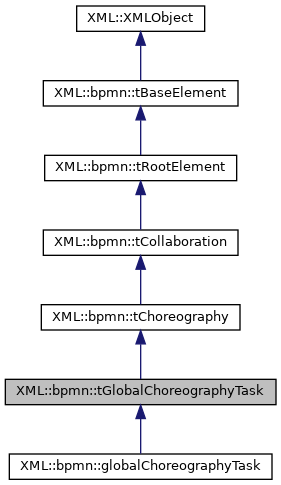 XML::XMLObject
XML::bpmn::tBaseElement
XML::bpmn::tRootElement
XML::bpmn::tCollaboration
XML::bpmn::tChoreography
XML::bpmn::tGlobalChoreographyTask
XML::bpmn::globalChoreographyTask